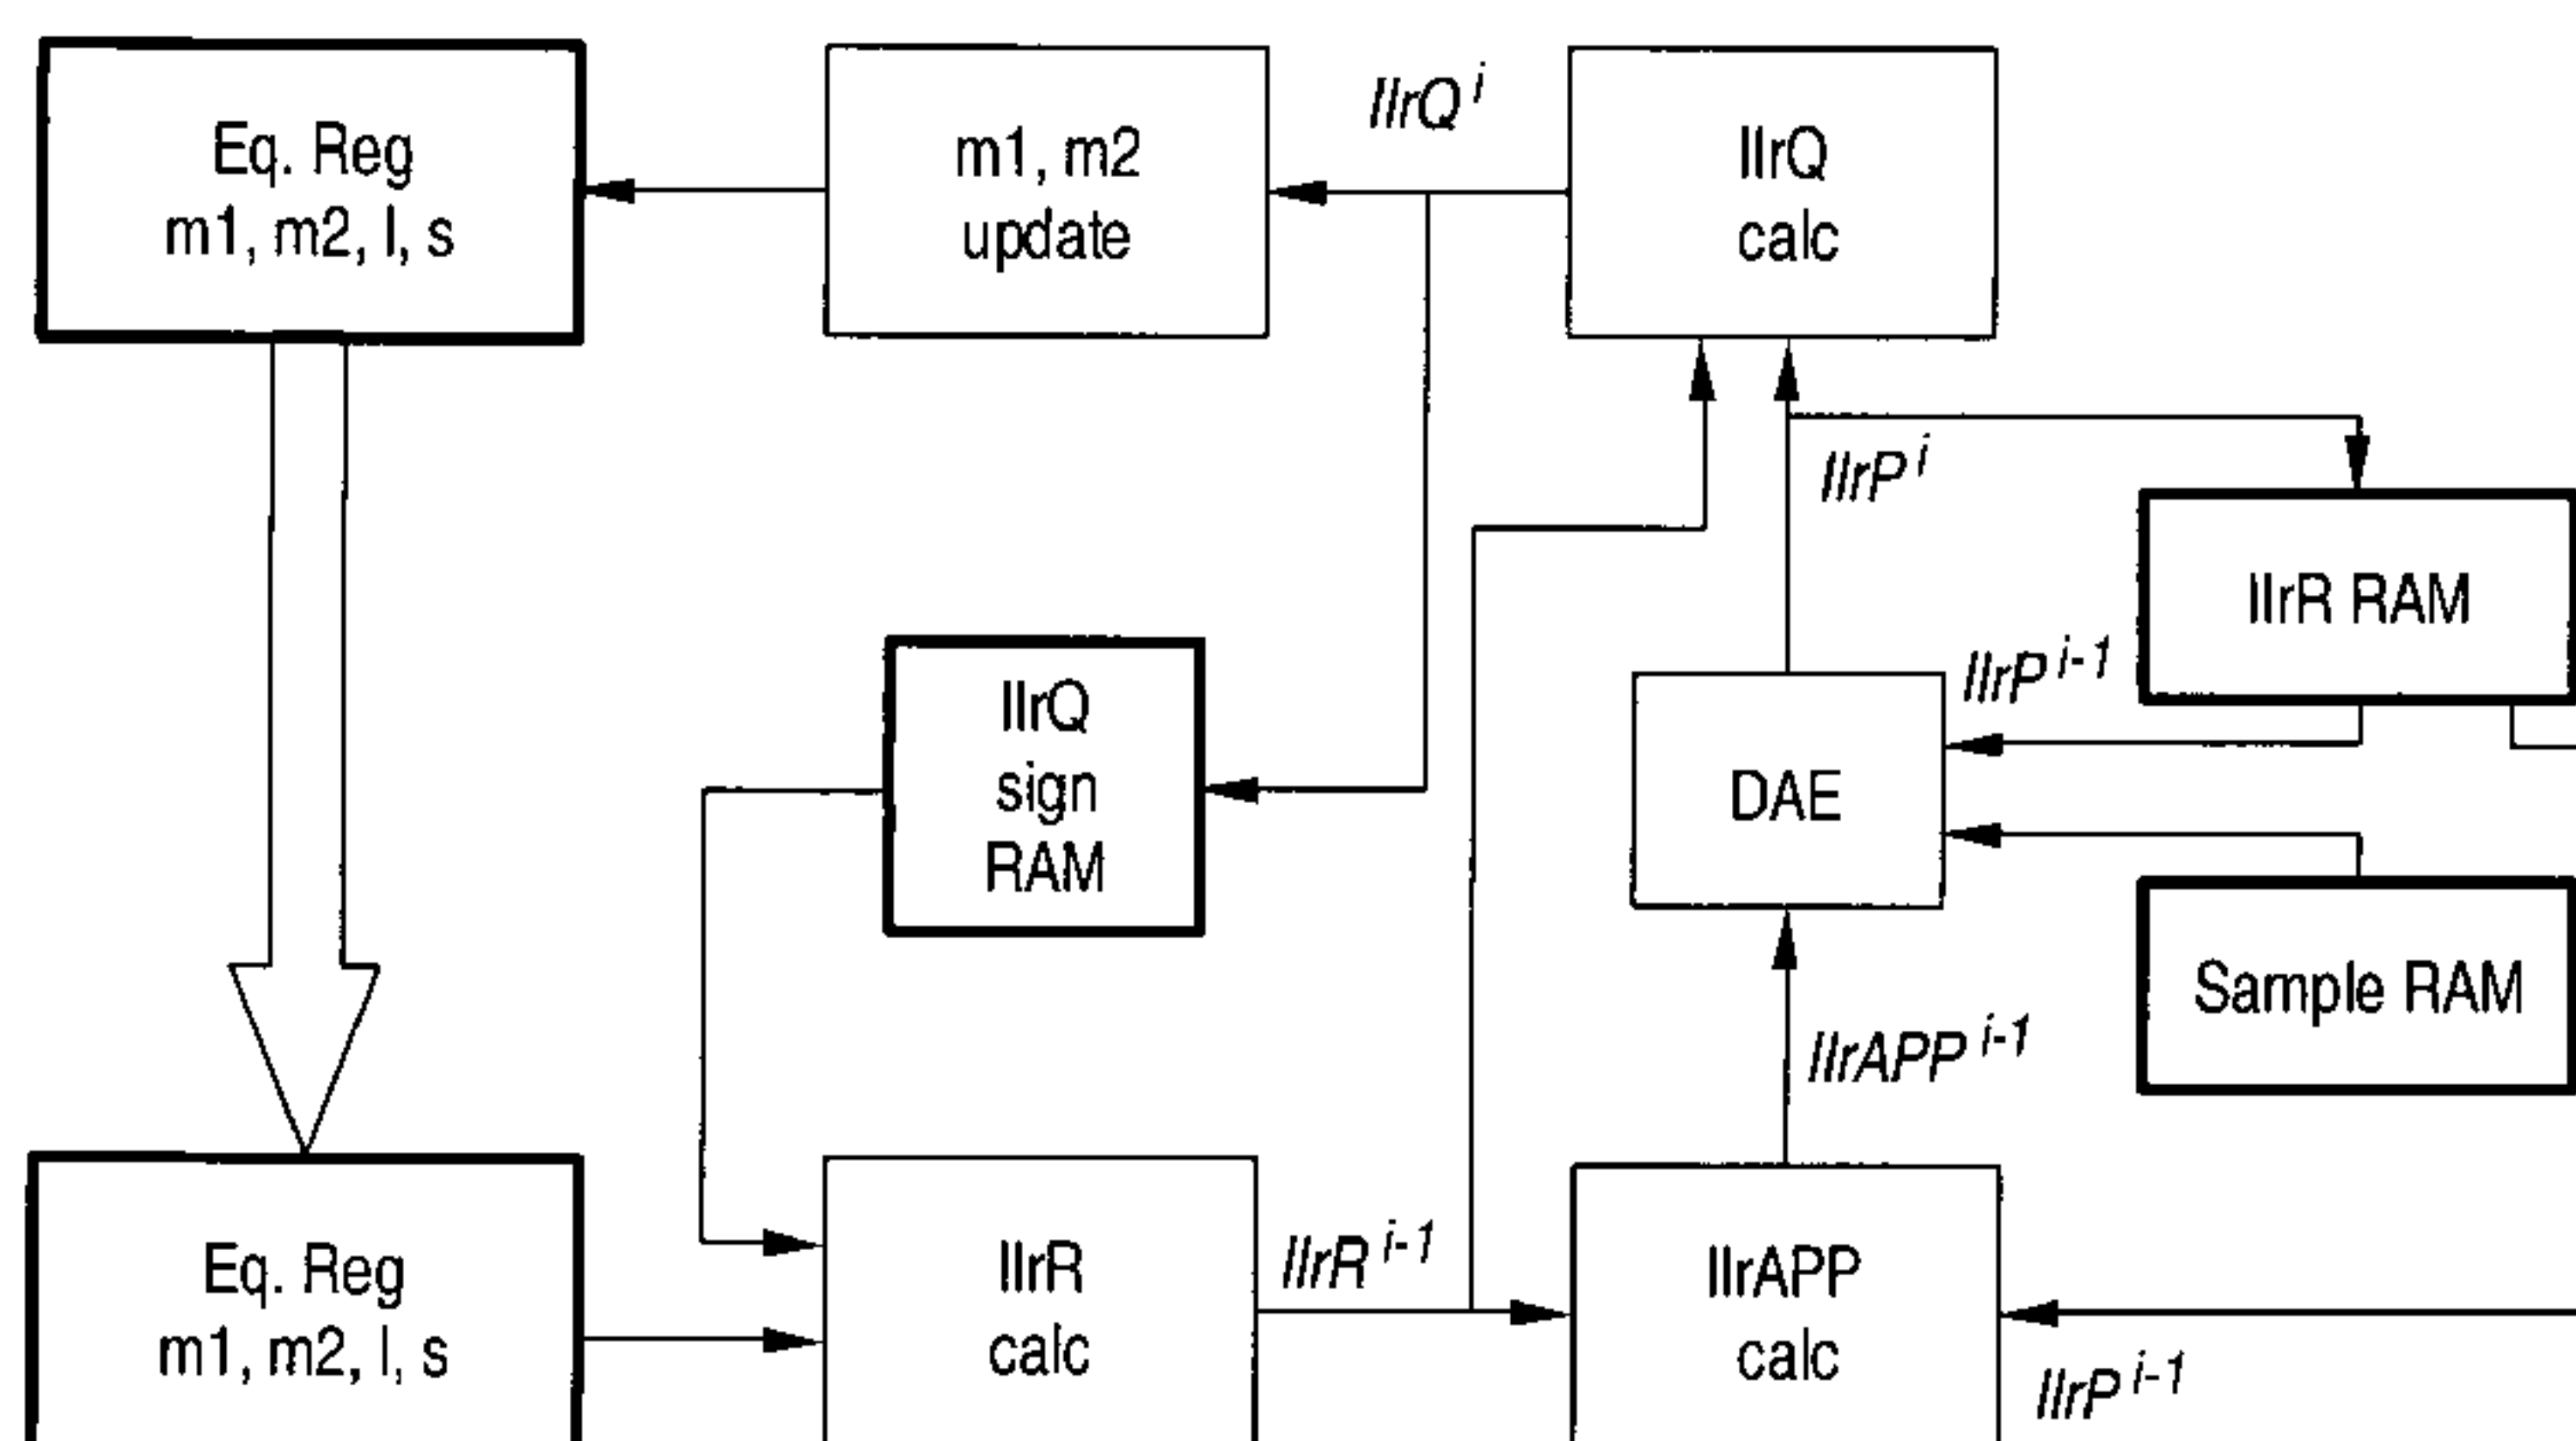 Eq. Reg
m1, m2, l, s
m1, m2
update
llrQ i
llrQ
calc
llrP i
llrR RAM
llrQ
sign
RAM
llrP i-1
DAE
Sample RAM
llrAPP i-1
Eq. Reg
m1, m2, l, s
llrR
calc
llrR i-1
llrAPP
calc
llrP i-1